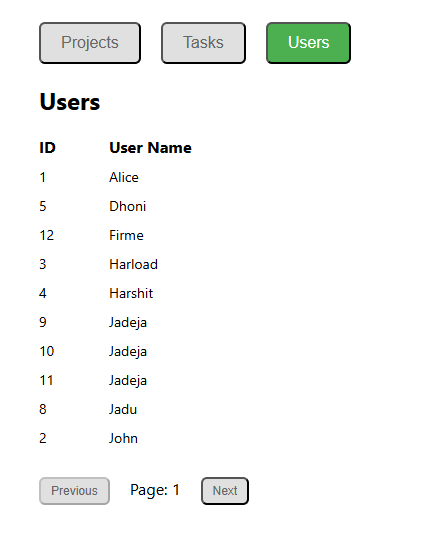 Projects Tasks Users
Users
ID User Name
1 Alice
5 Dhoni
12 Firme
3 Harload
4 Harshit
9 Jadeja
10 Jadeja
11 Jadeja
8 Jadu
2 John
Previous Page: 1 Next